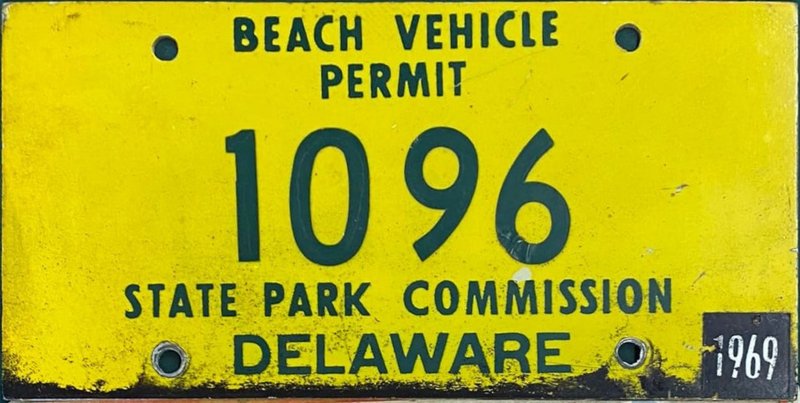 BEACH VEHICLE
PERMIT
1096
STATE PARK COMMISSION
DELAWARE
1969